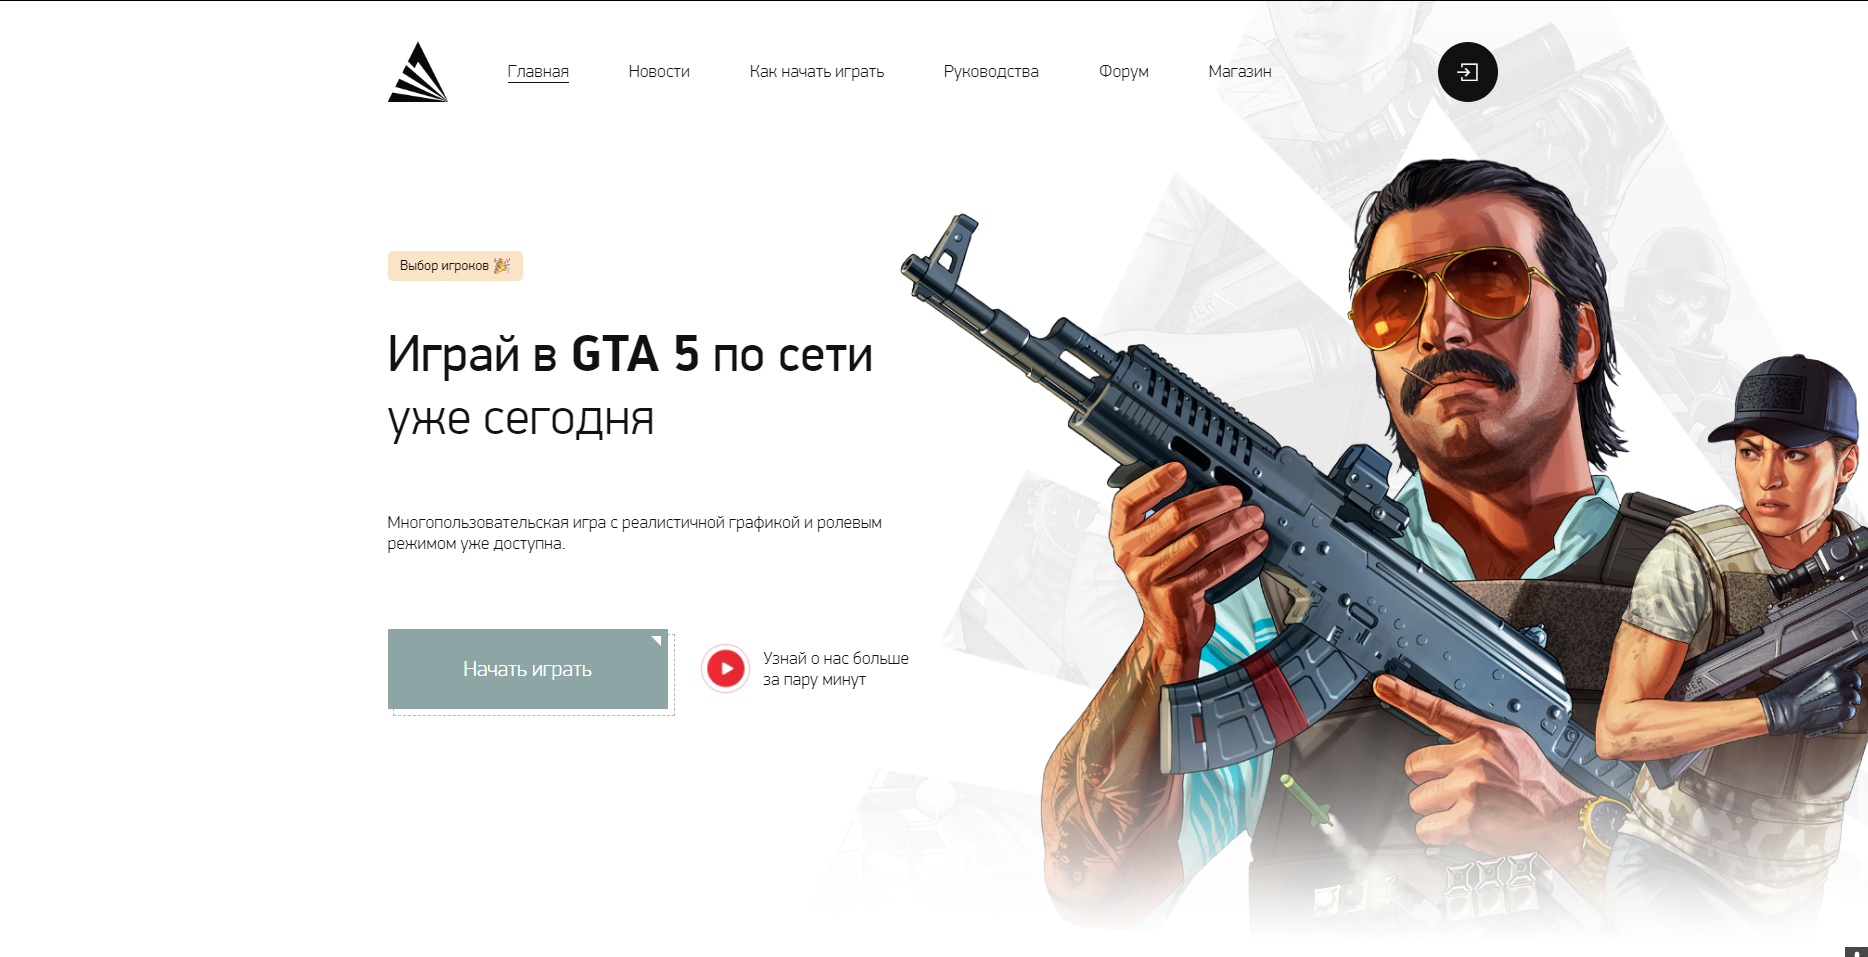 Главная
Новости
Как начать играть
Руководства
Форум
Магазин
Выбор игроков 🎉
Играй в GTA 5 по сети
уже сегодня
Многопользовательская игра с реалистичной графикой и ролевым
режимом уже доступна.
Начать играть
Узнай о нас больше
за пару минут